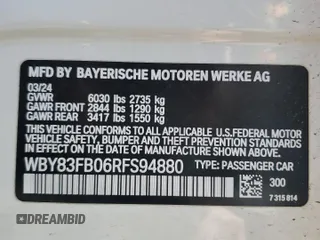 MFD BY BAYERISCHE MOTOREN WERKE AG
03/24
GVWR 6030 lbs 2735 kg
GAWR FRONT 2844 lbs 1290 kg
GAWR REAR 3417 lbs 1550 kg
THIS VEHICLE CONFORMS TO ALL APPLICABLE U.S. FEDERAL MOTOR
VEHICLE SAFETY, BUMPER, AND THEFT PREVENTION STANDARDS IN
EFFECT ON THE DATE OF MANUFACTURE SHOWN ABOVE.
WBY83FB06RFS94880 TYPE: PASSENGER CAR
300
7 315 814
BIDCARS.COM